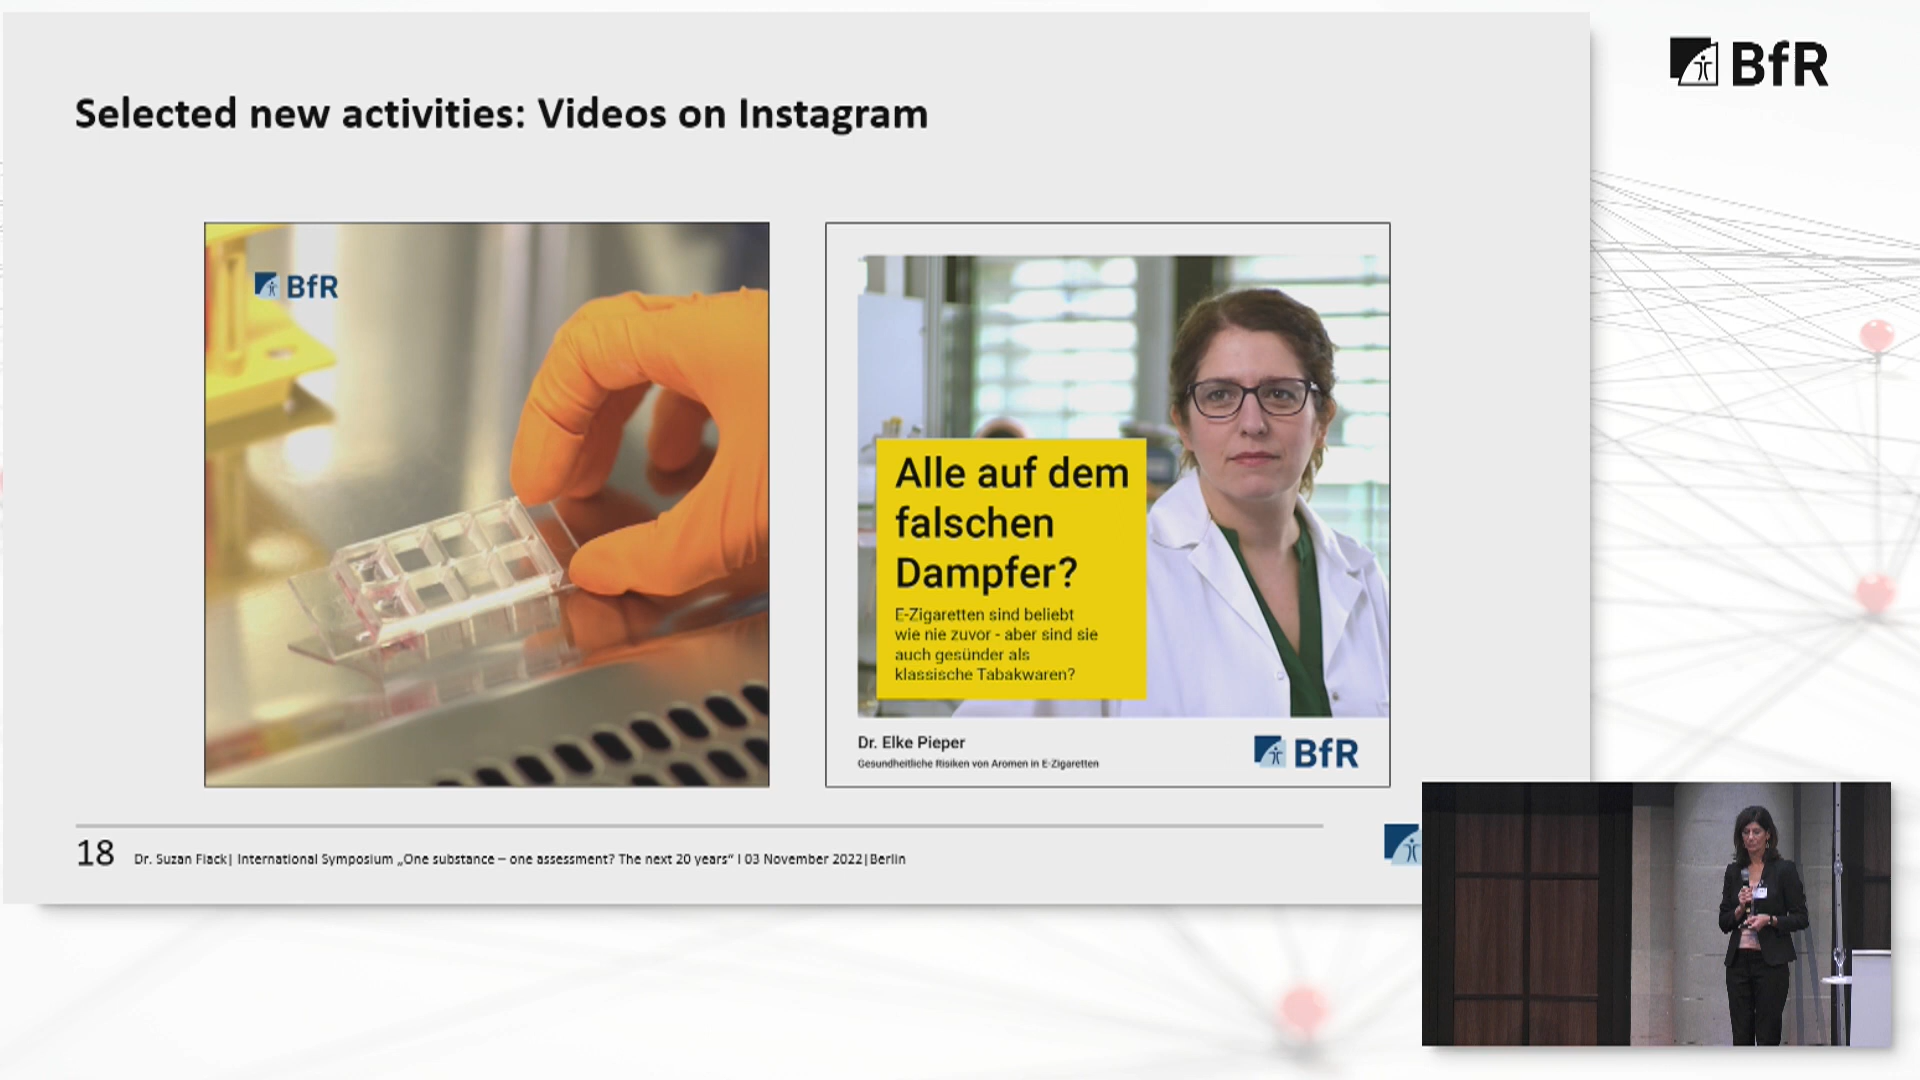 BfR
Selected new activities: Videos on Instagram
BfR
Alle auf dem
falschen
Dampfer?
E-Zigaretten sind beliebt
wie nie zuvor - aber sind sie
auch gesünder als
klassische Tabakwaren?
Dr. Elke Pieper
Gesundheitliche Risiken von Aromen in E-Zigaretten
BfR
18
Dr. Suzan Fiack| International Symposium „One substance – one assessment? The next 20 years“ I 03 November 2022|Berlin